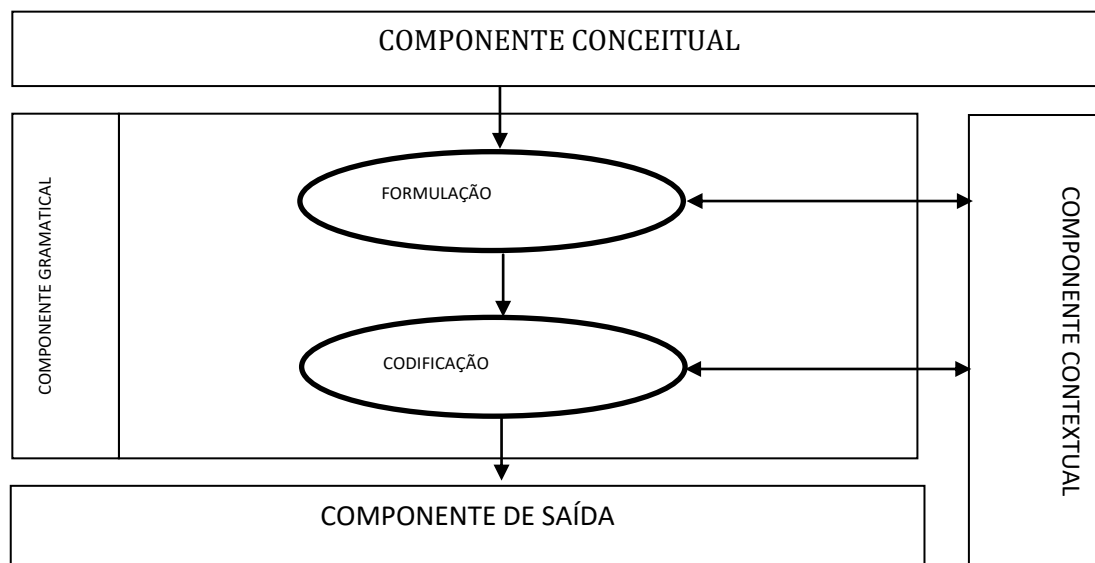 COMPONENTE CONCEITUAL
COMPONENTE GRAMATICAL
FORMULAÇÃO
CODIFICAÇÃO
COMPONENTE CONTEXTUAL
COMPONENTE DE SAÍDA